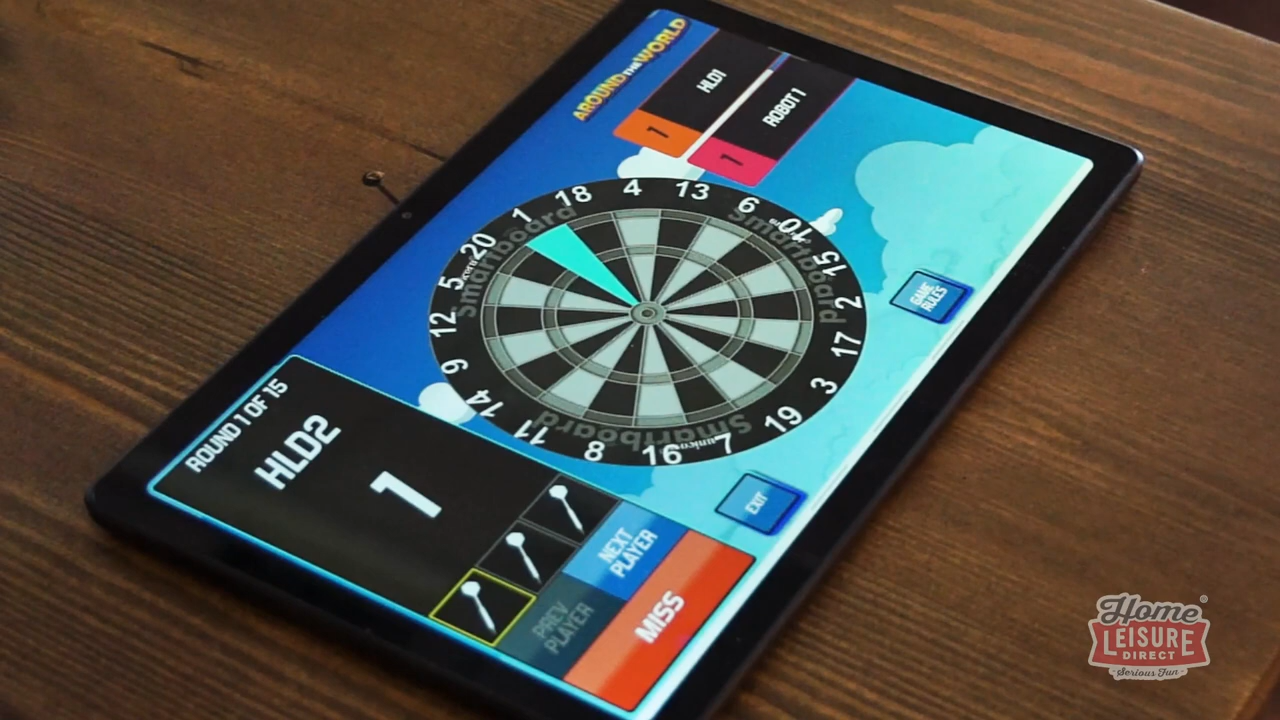 AROUND THE WORLD
HLD1
1
ROBOT 1
1
ROUND 1 OF 15
HLD2
1
20
1
18
4
13
6
10
15
2
17
3
19
7
16
8
11
14
9
12
5
Smartboard
Smartboard
Smartboard
unicorn
GAME
RULES
EXIT
NEXT
PLAYER
PREV
PLAYER
MISS
Home
LEISURE
DIRECT
Serious Fun